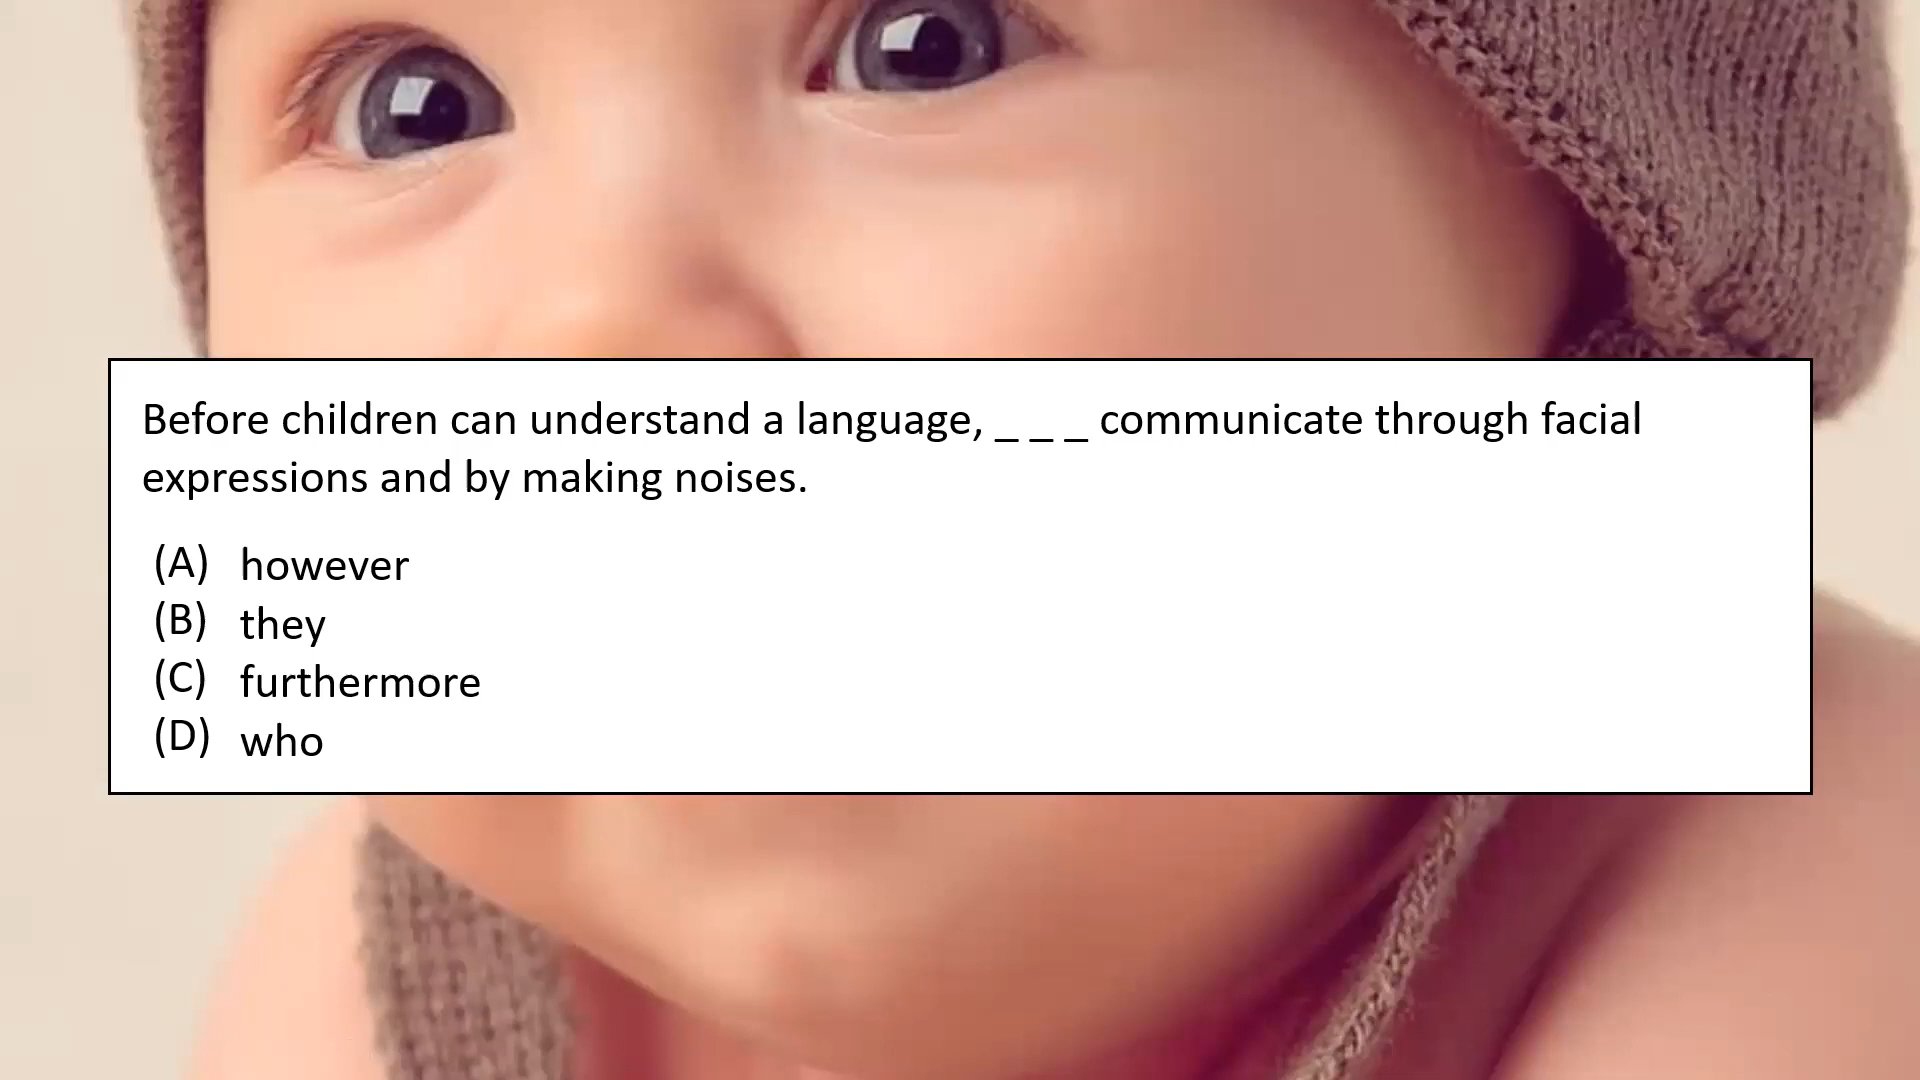 Before children can understand a language, _ _ _ communicate through facial
expressions and by making noises.
(A) however
(B) they
(C) furthermore
(D) who